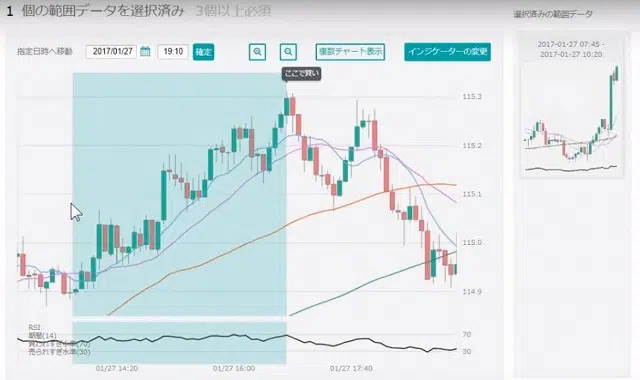 1 個の範囲データを選択済み 3個以上必須
選択済みの範囲データ
指定日時へ移動 2017/01/27 19:10 確定 複数チャート表示 インジケーターの変更
2017-01-27 07:45 -
2017-01-27 10:20
ここで買い
115.3
115.2
115.1
115.0
114.9
RSI
期間(14)
買われすぎ水準(70)
売られすぎ水準(30)
70
30
01/27 14:20 01/27 16:00 01/27 17:40